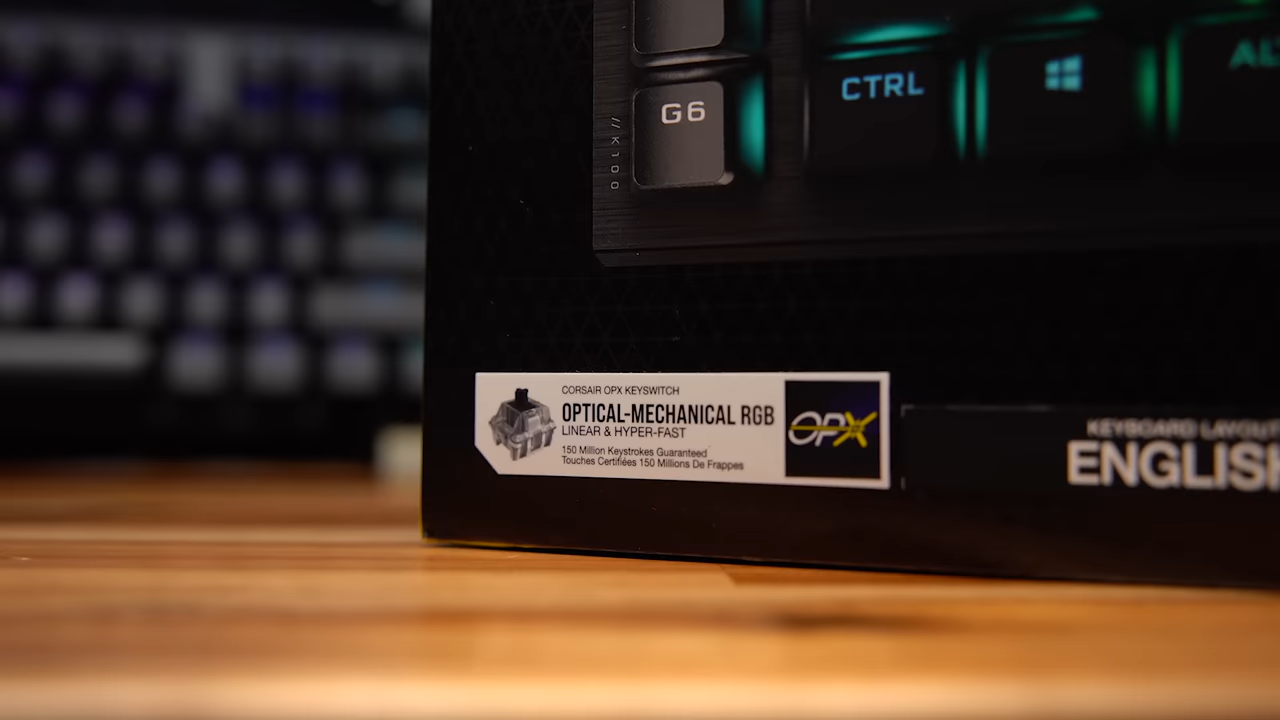 CTRL
ALT
G6
//K100
CORSAIR OPX KEYSWITCH
OPTICAL-MECHANICAL RGB
LINEAR & HYPER-FAST
150 Million Keystrokes Guaranteed
Touches Certifiées 150 Millions De Frappes
OPX
KEYBOARD LAYOUT
ENGLISH